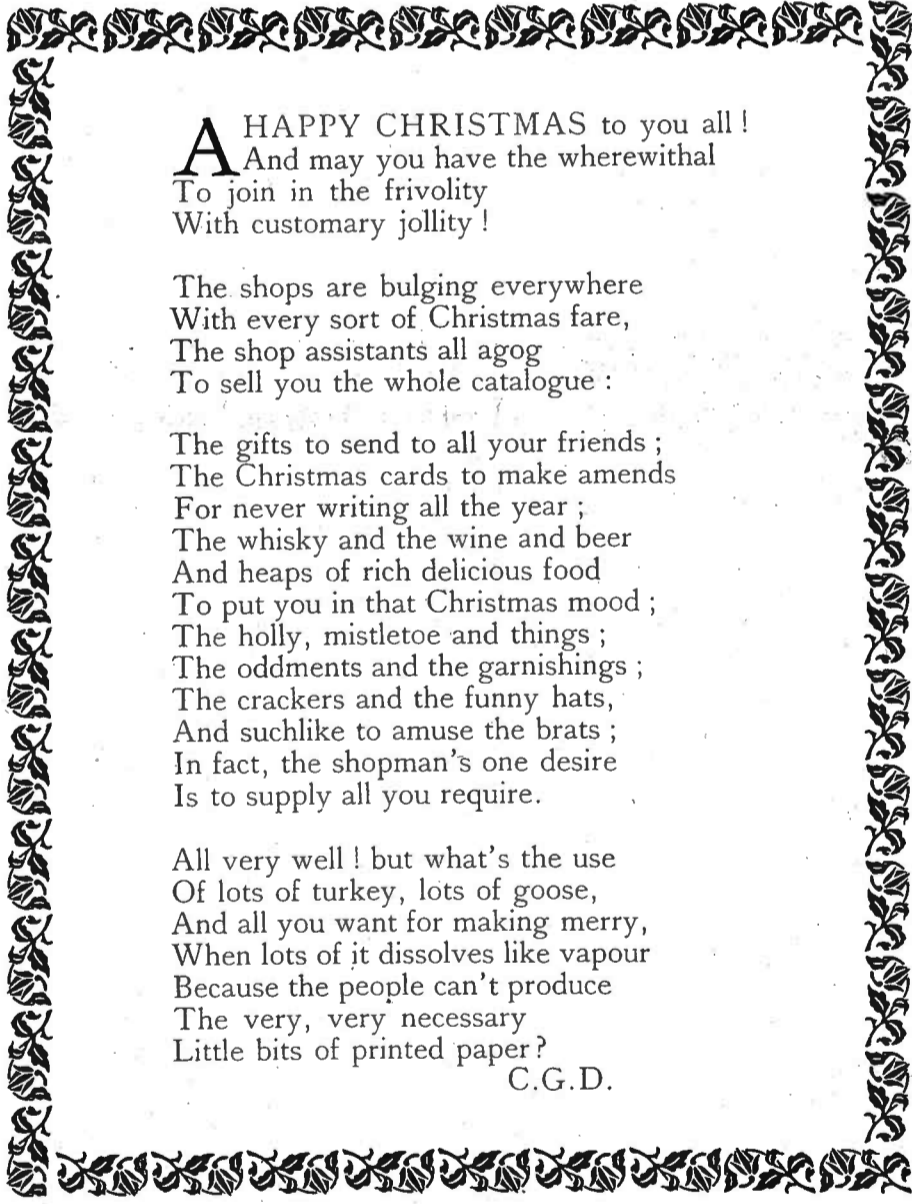 A HAPPY CHRISTMAS to you all !
And may you have the wherewithal
To join in the frivolity
With customary jollity !

The shops are bulging everywhere
With every sort of Christmas fare,
The shop assistants all agog
To sell you the whole catalogue :

The gifts to send to all your friends ;
The Christmas cards to make amends
For never writing all the year ;
The whisky and the wine and beer
And heaps of rich delicious food
To put you in that Christmas mood ;
The holly, mistletoe and things ;
The oddments and the garnishings ;
The crackers and the funny hats,
And suchlike to amuse the brats ;
In fact, the shopman's one desire
Is to supply all you require.

All very well ! but what's the use
Of lots of turkey, lots of goose,
And all you want for making merry,
When lots of it dissolves like vapour
Because the people can't produce
The very, very necessary
Little bits of printed paper ?
C.G.D.